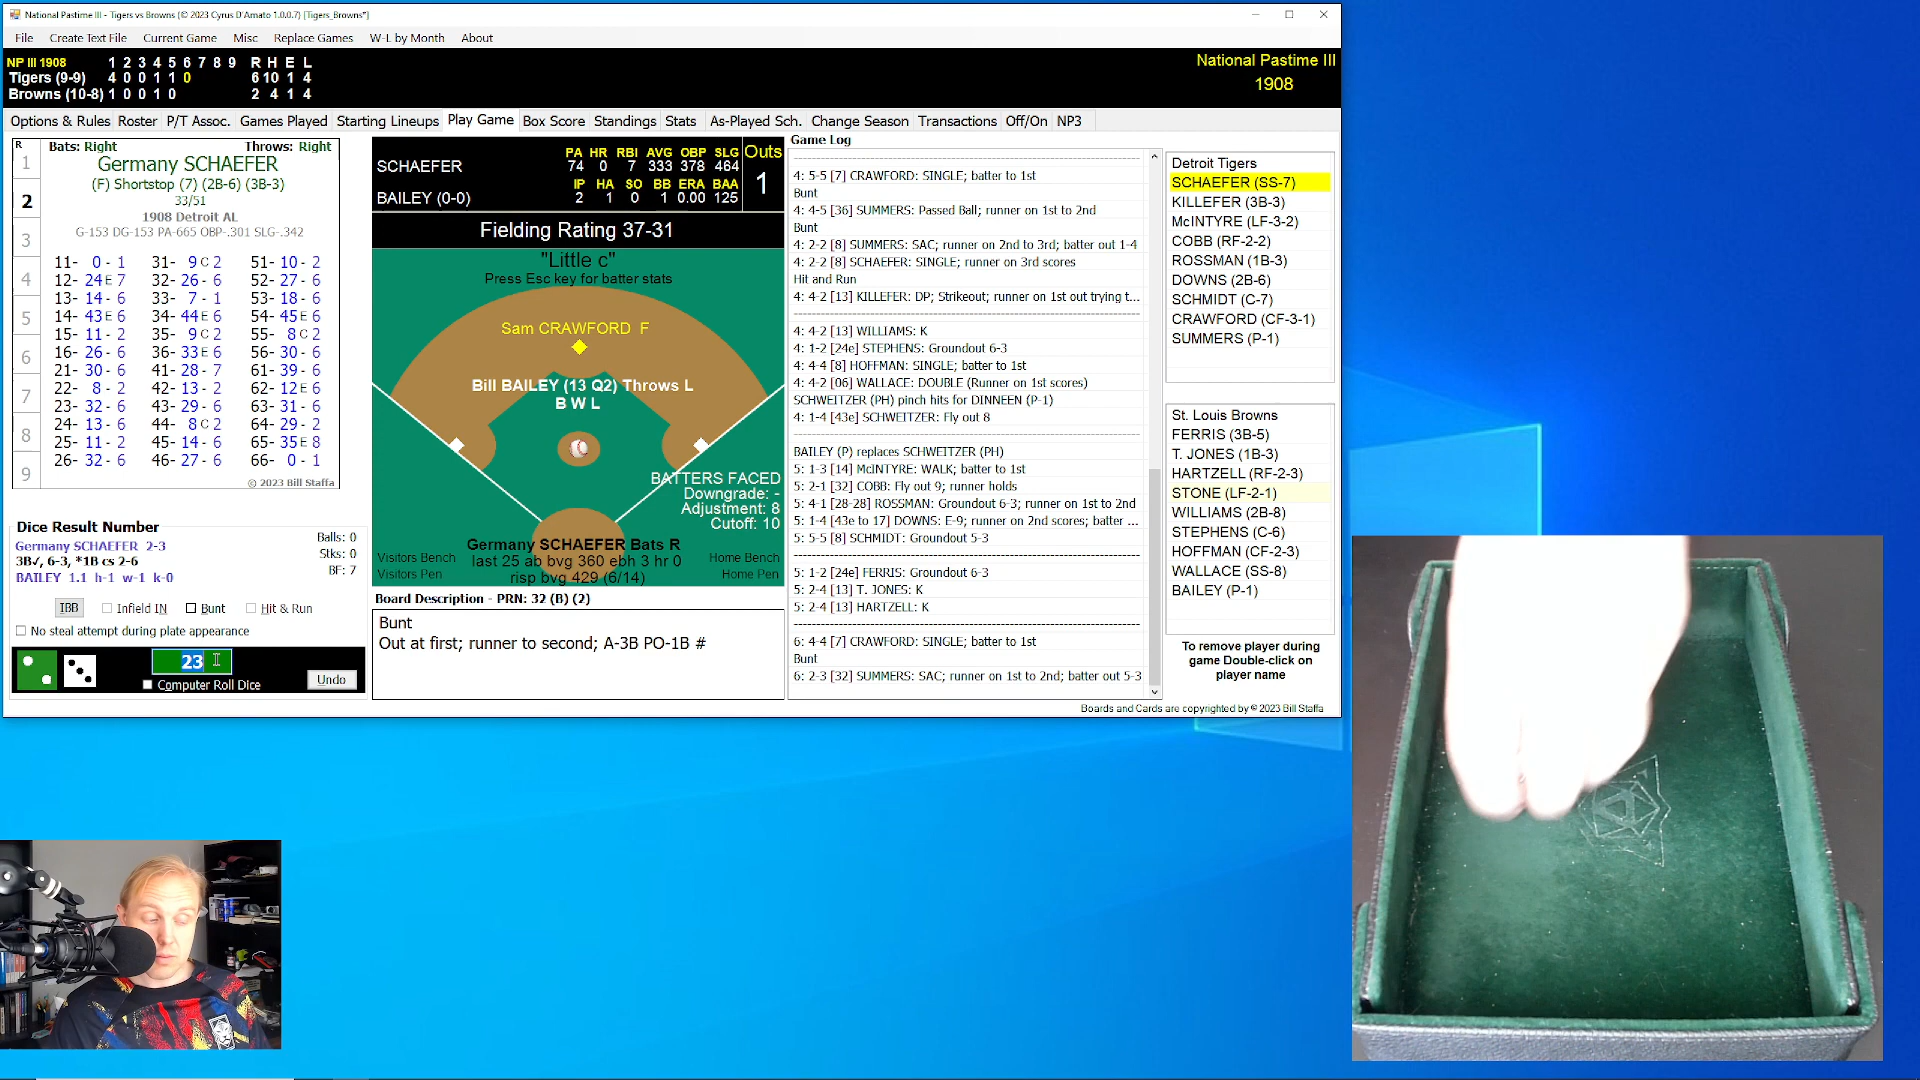 National Pastime III - Tigers vs Browns (© 2023 Cyrus D'Amato 1.0.0.7) [Tigers_Browns*]
File Create Text File Current Game Misc Replace Games W-L by Month About
NP III 1908 1 2 3 4 5 6 7 8 9 R H E L
Tigers (9-9) 4 0 0 1 1 0 6 10 1 4
Browns (10-8) 1 0 0 1 0 2 4 1 4
National Pastime III
1908
Options & Rules Roster P/T Assoc. Games Played Starting Lineups Play Game Box Score Standings Stats As-Played Sch. Change Season Transactions Off/On NP3
R
1
2
3
4
5
6
7
8
9
Bats: Right Throws: Right
Germany SCHAEFER
(F) Shortstop (7) (2B-6) (3B-3)
33/51
1908 Detroit AL
G-153 DG-153 PA-665 OBP-.301 SLG-.342
11- 0 - 1 31- 9 C 2 51- 10 - 2
12- 24 E 7 32- 26 - 6 52- 27 - 6
13- 14 - 6 33- 7 - 1 53- 18 - 6
14- 43 E 6 34- 44 E 6 54- 45 E 6
15- 11 - 2 35- 9 C 2 55- 8 C 2
16- 26 - 6 36- 33 E 6 56- 30 - 6
21- 30 - 6 41- 28 - 7 61- 39 - 6
22- 8 - 2 42- 13 - 2 62- 12 E 6
23- 32 - 6 43- 29 - 6 63- 31 - 6
24- 13 - 6 44- 8 C 2 64- 29 - 2
25- 11 - 2 45- 14 - 6 65- 35 E 8
26- 32 - 6 46- 27 - 6 66- 0 - 1
© 2023 Bill Staffa
Dice Result Number
Germany SCHAEFER 2-3
3B✓, 6-3, *1B cs 2-6
BAILEY 1.1 h-1 w-1 k-0
Balls: 0
Stks: 0
BF: 7
IBB Infield IN Bunt Hit & Run
No steal attempt during plate appearance
23
Computer Roll Dice
Undo
PA HR RBI AVG OBP SLG
SCHAEFER 74 0 7 333 378 464
IP HA SO BB ERA BAA
BAILEY (0-0) 2 1 0 1 0.00 125
Outs
1
Fielding Rating 37-31
"Little c"
Press Esc key for batter stats
Sam CRAWFORD F
Bill BAILEY (13 Q2) Throws L
B W L
BATTERS FACED
Downgrade: -
Adjustment: 8
Cutoff: 10
Visitors Bench
Visitors Pen
Germany SCHAEFER Bats R
last 25 ab bvg 360 ebh 3 hr 0
risp bvg 429 (6/14)
Home Bench
Home Pen
Board Description - PRN: 32 (B) (2)
Bunt
Out at first; runner to second; A-3B PO-1B #
Game Log
4: 5-5 [7] CRAWFORD: SINGLE; batter to 1st
Bunt
4: 4-5 [36] SUMMERS: Passed Ball; runner on 1st to 2nd
Bunt
4: 2-2 [8] SUMMERS: SAC; runner on 2nd to 3rd; batter out 1-4
4: 2-2 [8] SCHAEFER: SINGLE; runner on 3rd scores
Hit and Run
4: 4-2 [13] KILLEFER: DP; Strikeout; runner on 1st out trying t...
4: 4-2 [13] WILLIAMS: K
4: 1-2 [24e] STEPHENS: Groundout 6-3
4: 4-4 [8] HOFFMAN: SINGLE; batter to 1st
4: 4-2 [06] WALLACE: DOUBLE (Runner on 1st scores)
SCHWEITZER (PH) pinch hits for DINNEEN (P-1)
4: 1-4 [43e] SCHWEITZER: Fly out 8
BAILEY (P) replaces SCHWEITZER (PH)
5: 1-3 [14] McINTYRE: WALK; batter to 1st
5: 2-1 [32] COBB: Fly out 9; runner holds
5: 4-1 [28-28] ROSSMAN: Groundout 6-3; runner on 1st to 2nd
5: 1-4 [43e to 17] DOWNS: E-9; runner on 2nd scores; batter ...
5: 5-5 [8] SCHMIDT: Groundout 5-3
5: 1-2 [24e] FERRIS: Groundout 6-3
5: 2-4 [13] T. JONES: K
5: 2-4 [13] HARTZELL: K
6: 4-4 [7] CRAWFORD: SINGLE; batter to 1st
Bunt
6: 2-3 [32] SUMMERS: SAC; runner on 1st to 2nd; batter out 5-3
Detroit Tigers
SCHAEFER (SS-7)
KILLEFER (3B-3)
McINTYRE (LF-3-2)
COBB (RF-2-2)
ROSSMAN (1B-3)
DOWNS (2B-6)
SCHMIDT (C-7)
CRAWFORD (CF-3-1)
SUMMERS (P-1)
St. Louis Browns
FERRIS (3B-5)
T. JONES (1B-3)
HARTZELL (RF-2-3)
STONE (LF-2-1)
WILLIAMS (2B-8)
STEPHENS (C-6)
HOFFMAN (CF-2-3)
WALLACE (SS-8)
BAILEY (P-1)
To remove player during
game Double-click on
player name
Boards and Cards are copyrighted by © 2023 Bill Staffa